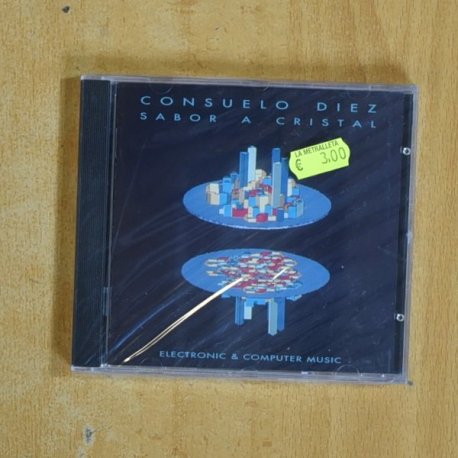 CONSUELO DIEZ
SABOR A CRISTAL
LA METRALLETA
€ 3,00
ELECTRONIC & COMPUTER MUSIC